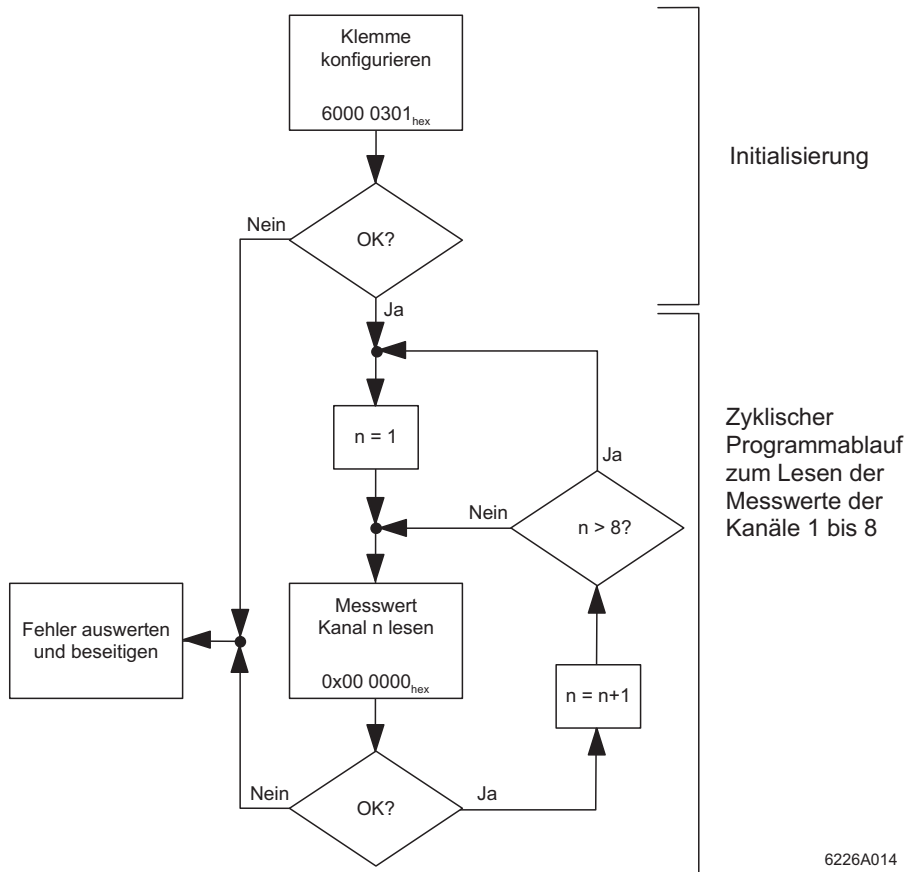 Klemme
konfigurieren
6000 0301hex
Initialisierung
Nein
OK?
Ja
n = 1
Zyklischer
Programmablauf
zum Lesen der
Messwerte der
Kanäle 1 bis 8
Ja
Nein
n > 8?
Messwert
Kanal n lesen
0x00 0000hex
Fehler auswerten
und beseitigen
n = n+1
Nein
OK?
Ja
6226A014